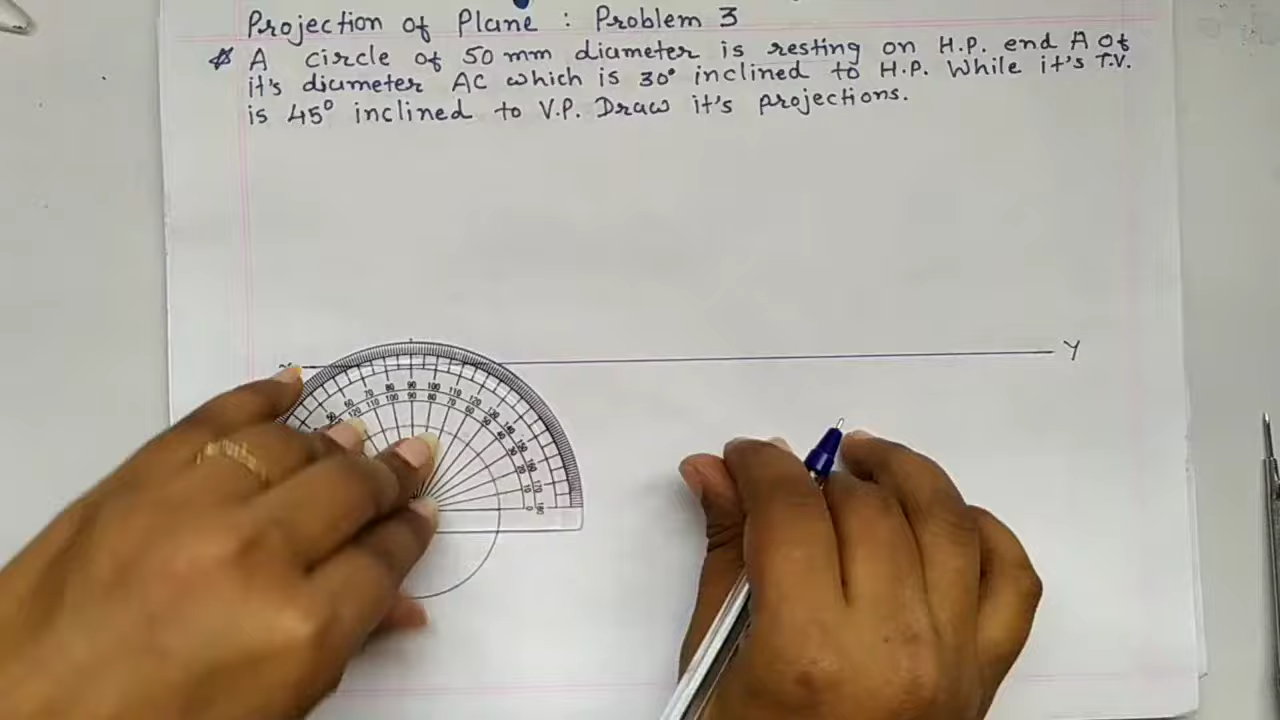 Projection of Plane : Problem 3
A circle of 50 mm diameter is resting on H.P. end A of
it's diameter AC which is 30° inclined to H.P. While it's T.V.
is 45° inclined to V.P. Draw it's projections.
Y